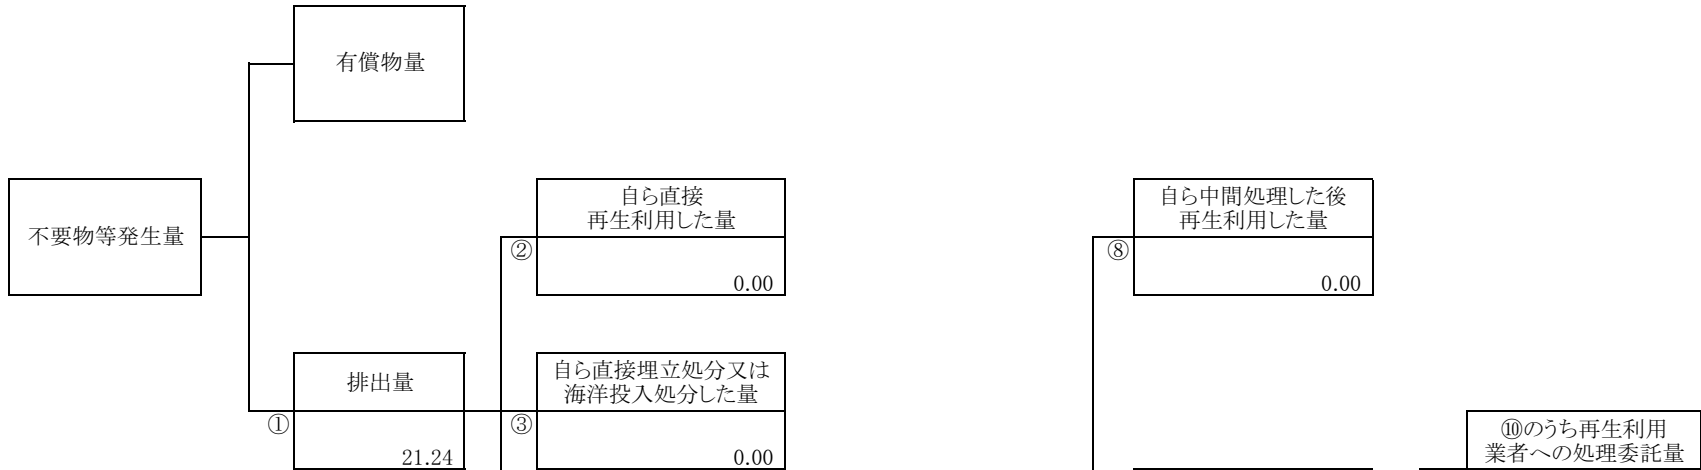 有償物量
不要物等発生量
自ら直接
再生利用した量
②
0.00
自ら中間処理した後
再生利用した量
⑧
0.00
排出量
①
21.24
自ら直接埋立処分又は
海洋投入処分した量
③
0.00
⑩のうち再生利用
業者への処理委託量